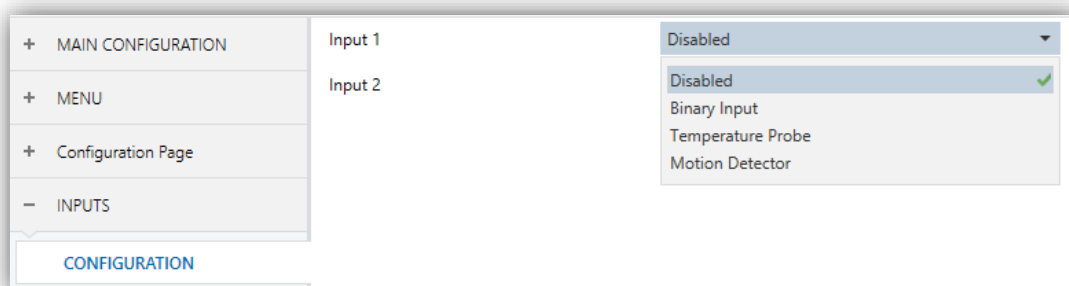 + MAIN CONFIGURATION
+ MENU
+ Configuration Page
− INPUTS
CONFIGURATION
Input 1
Disabled
Disabled
Binary Input
Temperature Probe
Motion Detector
Input 2